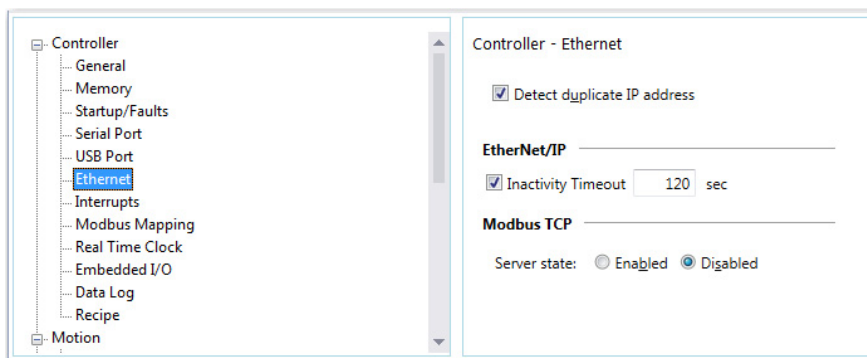 Controller
General
Memory
Startup/Faults
Serial Port
USB Port
Ethernet
Interrupts
Modbus Mapping
Real Time Clock
Embedded I/O
Data Log
Recipe
Motion
Controller - Ethernet
Detect duplicate IP address
EtherNet/IP
Inactivity Timeout 120 sec
Modbus TCP
Server state: Enabled Disabled